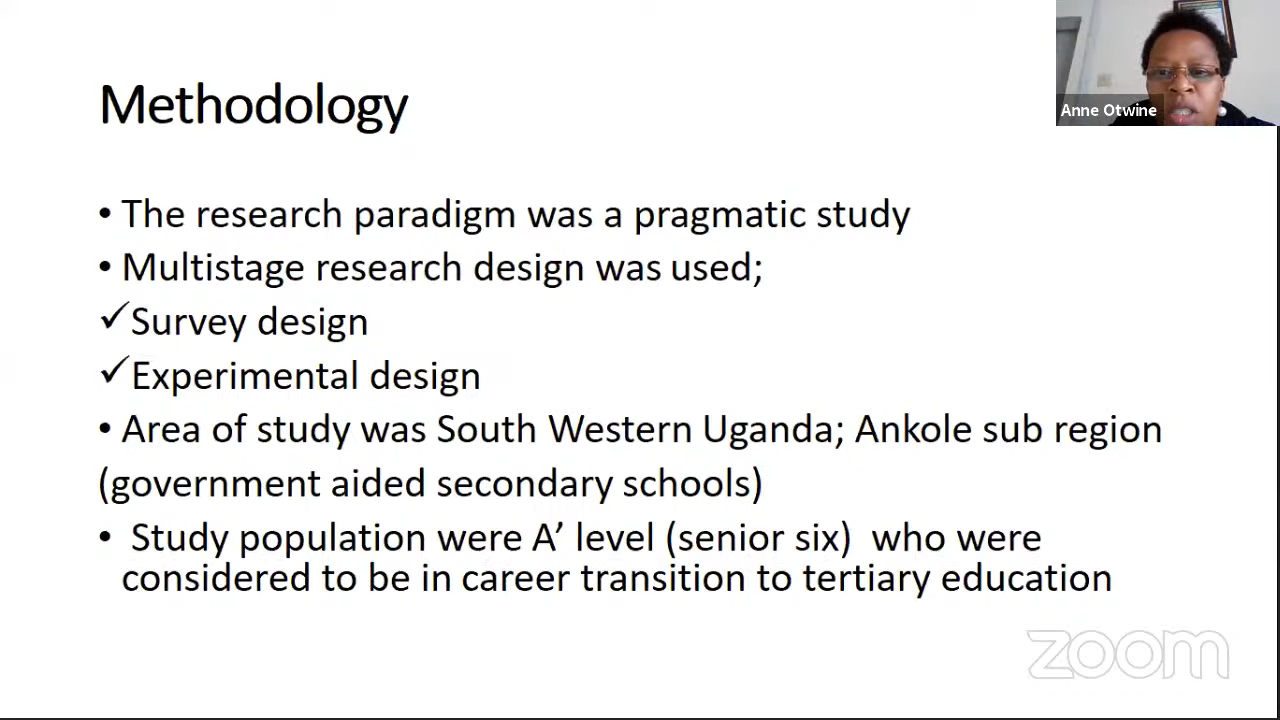 Methodology
Anne Otwine
• The research paradigm was a pragmatic study
• Multistage research design was used;
✓Survey design
✓Experimental design
• Area of study was South Western Uganda; Ankole sub region
(government aided secondary schools)
• Study population were A’ level (senior six)  who were
considered to be in career transition to tertiary education
zoom